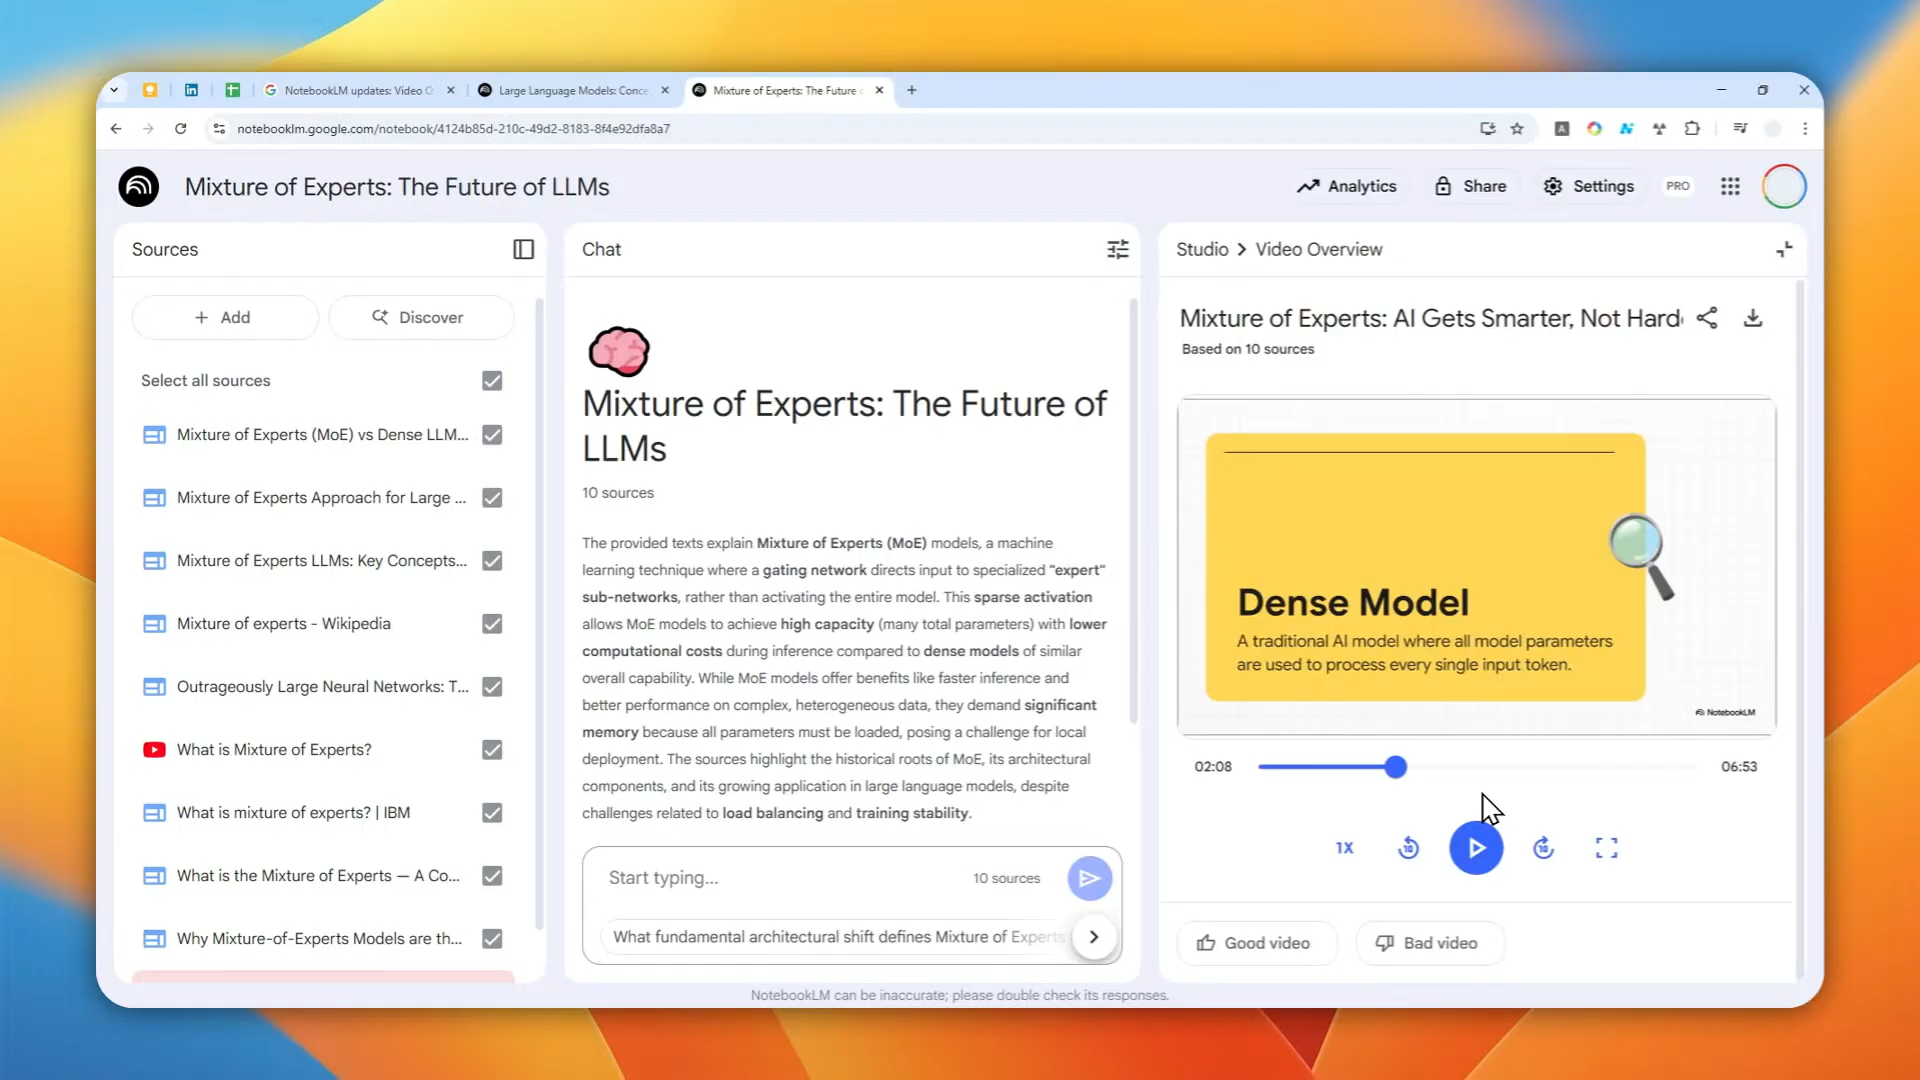 NotebookLM updates: Video O
Large Language Models: Conce
Mixture of Experts: The Future o
notebooklm.google.com/notebook/4124b85d-210c-49d2-8183-8f4e92dfa8a7
Mixture of Experts: The Future of LLMs
Analytics
Share
Settings
PRO
Sources
Add
Discover
Select all sources
Mixture of Experts (MoE) vs Dense LLM...
Mixture of Experts Approach for Large ...
Mixture of Experts LLMs: Key Concepts...
Mixture of experts - Wikipedia
Outrageously Large Neural Networks: T...
What is Mixture of Experts?
What is mixture of experts? | IBM
What is the Mixture of Experts — A Co...
Why Mixture-of-Experts Models are th...
Chat
Mixture of Experts: The Future of
LLMs
10 sources
The provided texts explain Mixture of Experts (MoE) models, a machine
learning technique where a gating network directs input to specialized "expert"
sub-networks, rather than activating the entire model. This sparse activation
allows MoE models to achieve high capacity (many total parameters) with lower
computational costs during inference compared to dense models of similar
overall capability. While MoE models offer benefits like faster inference and
better performance on complex, heterogeneous data, they demand significant
memory because all parameters must be loaded, posing a challenge for local
deployment. The sources highlight the historical roots of MoE, its architectural
components, and its growing application in large language models, despite
challenges related to load balancing and training stability.
Start typing...
10 sources
What fundamental architectural shift defines Mixture of Experts
Studio > Video Overview
Mixture of Experts: AI Gets Smarter, Not Hard
Based on 10 sources
Dense Model
A traditional AI model where all model parameters
are used to process every single input token.
NotebookLM
02:08
06:53
1X
10
10
Good video
Bad video
NotebookLM can be inaccurate; please double check its responses.